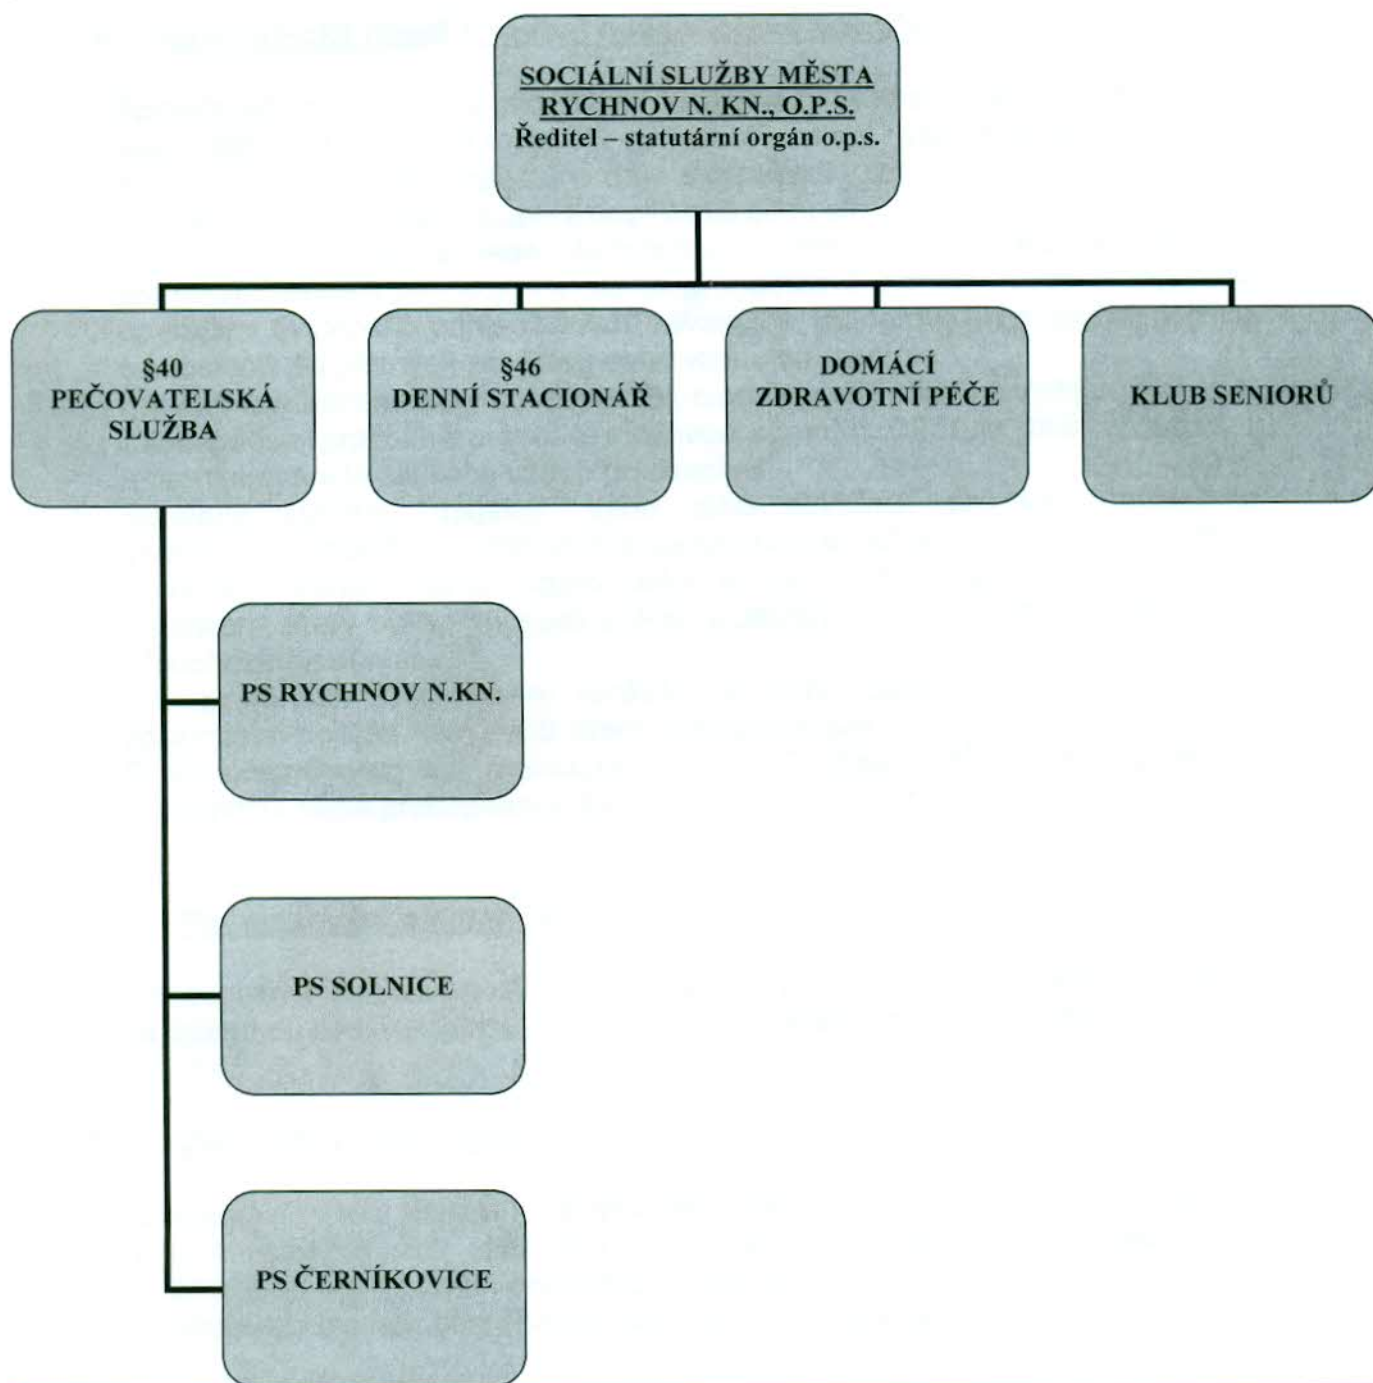 SOCIÁLNÍ SLUŽBY MĚSTA
RYCHNOV N. KN., O.P.S.
Ředitel – statutární orgán o.p.s.
§40
PEČOVATELSKÁ
SLUŽBA
§46
DENNÍ STACIONÁŘ
DOMÁCÍ
ZDRAVOTNÍ PÉČE
KLUB SENIORŮ
PS RYCHNOV N.KN.
PS SOLNICE
PS ČERNÍKOVICE